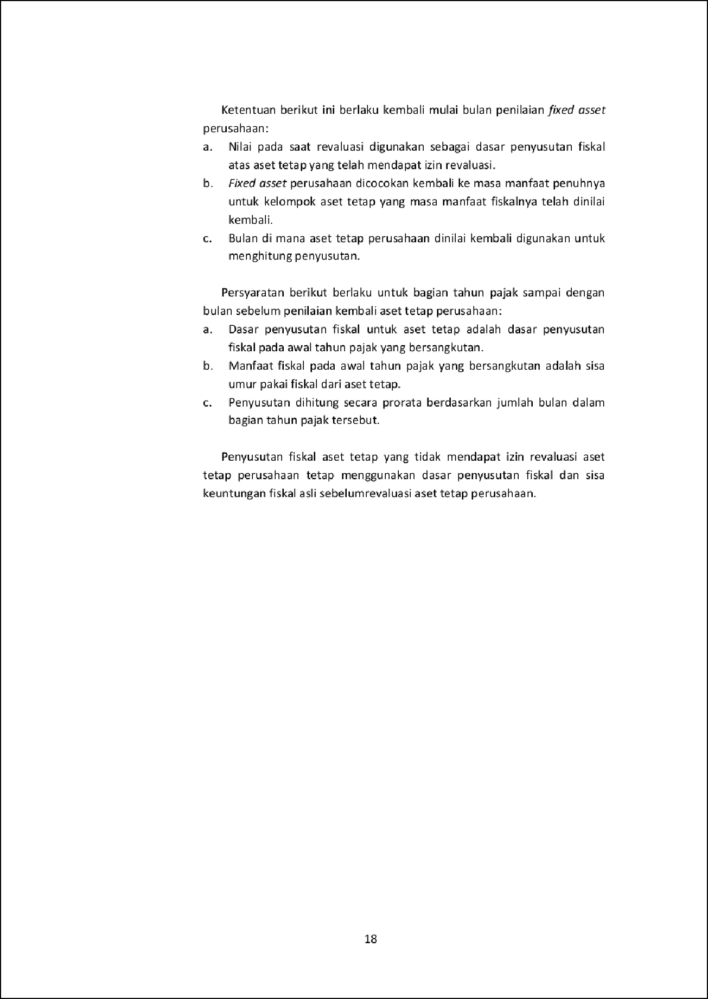 Ketentuan berikut ini berlaku kembali mulai bulan penilaian fixed asset
perusahaan:
a. Nilai pada saat revaluasi digunakan sebagai dasar penyusutan fiskal
atas aset tetap yang telah mendapat izin revaluasi.
b. Fixed asset perusahaan dicocokan kembali ke masa manfaat penuhnya
untuk kelompok aset tetap yang masa manfaat fiskalnya telah dinilai
kembali.
c. Bulan di mana aset tetap perusahaan dinilai kembali digunakan untuk
menghitung penyusutan.
Persyaratan berikut berlaku untuk bagian tahun pajak sampai dengan
bulan sebelum penilaian kembali aset tetap perusahaan:
a. Dasar penyusutan fiskal untuk aset tetap adalah dasar penyusutan
fiskal pada awal tahun pajak yang bersangkutan.
b. Manfaat fiskal pada awal tahun pajak yang bersangkutan adalah sisa
umur pakai fiskal dari aset tetap.
c. Penyusutan dihitung secara prorata berdasarkan jumlah bulan dalam
bagian tahun pajak tersebut.
Penyusutan fiskal aset tetap yang tidak mendapat izin revaluasi aset
tetap perusahaan tetap menggunakan dasar penyusutan fiskal dan sisa
keuntungan fiskal asli sebelumrevaluasi aset tetap perusahaan.
18